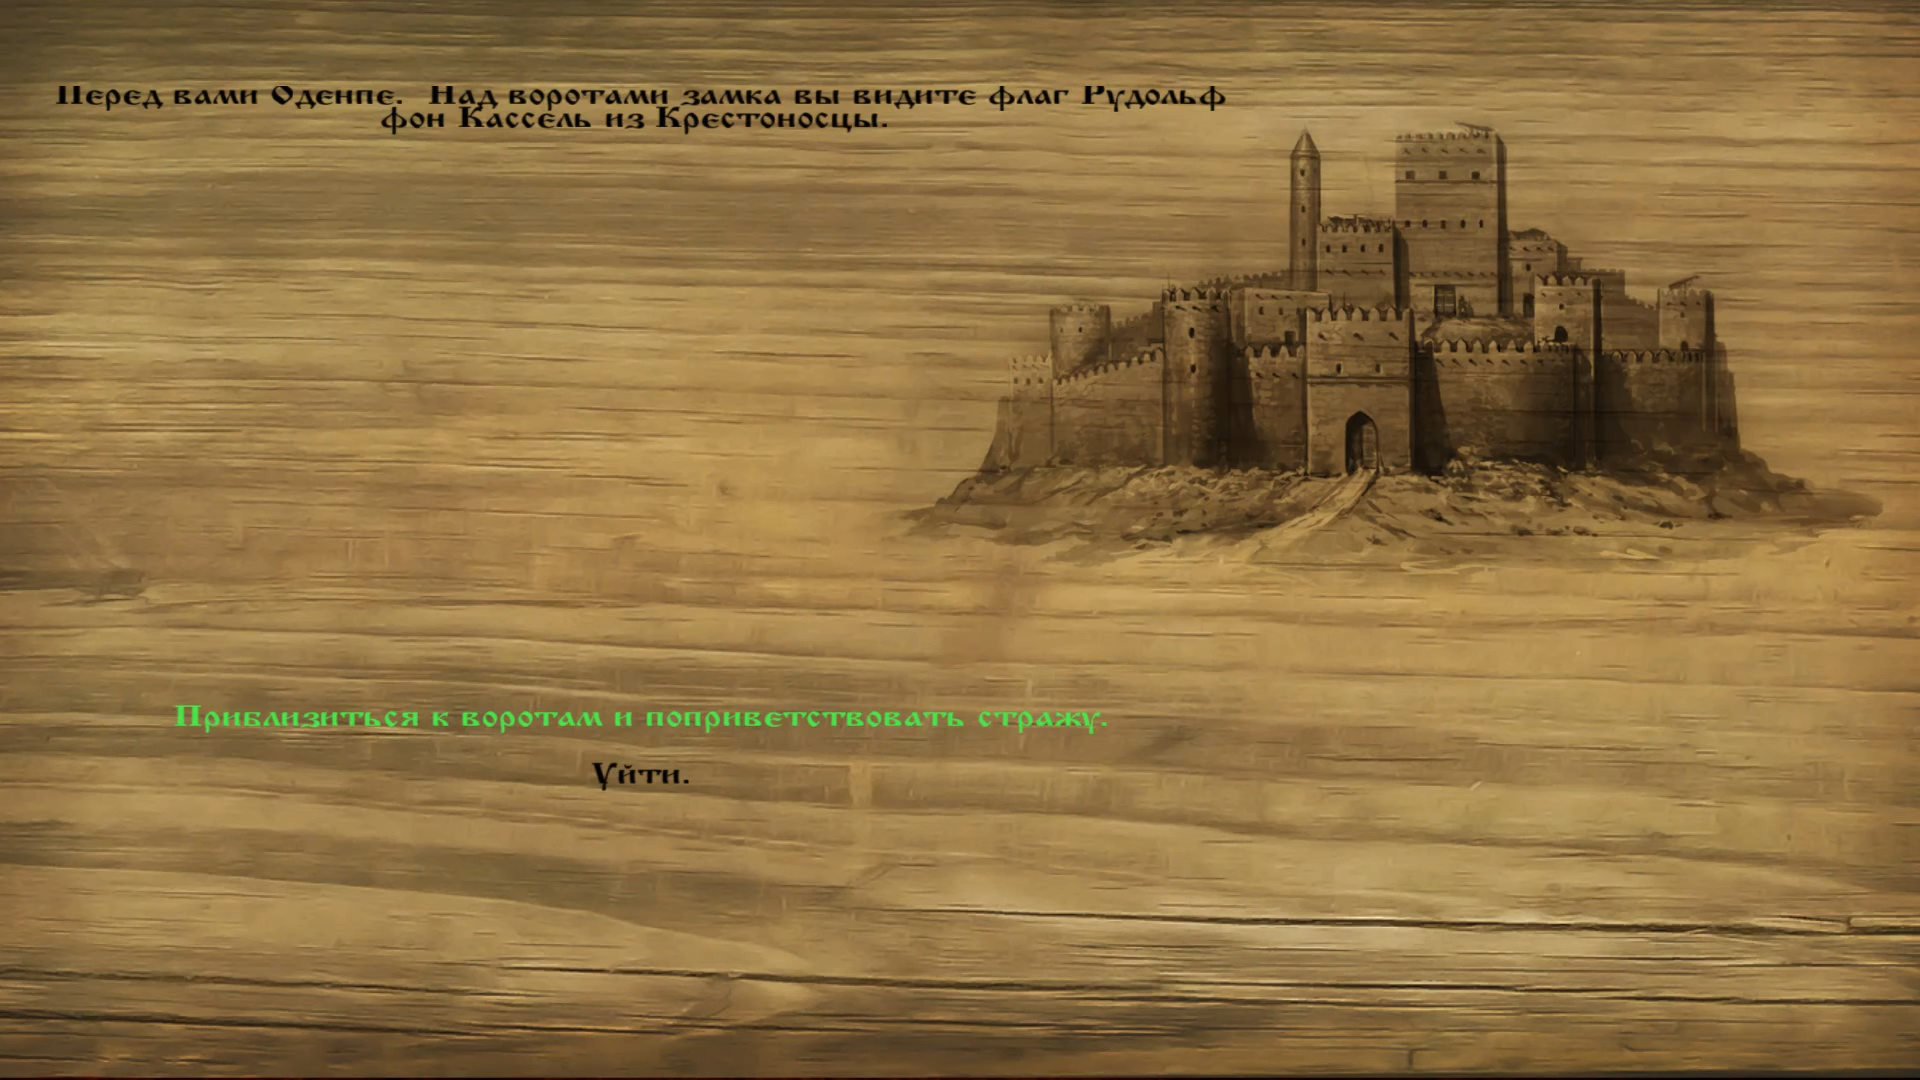 Перед вами Оденпе. Над воротами замка вы видите флаг Рудольф
фон Кассель из Крестоносцы.
Приблизиться к воротам и поприветствовать стражу.
Уйти.